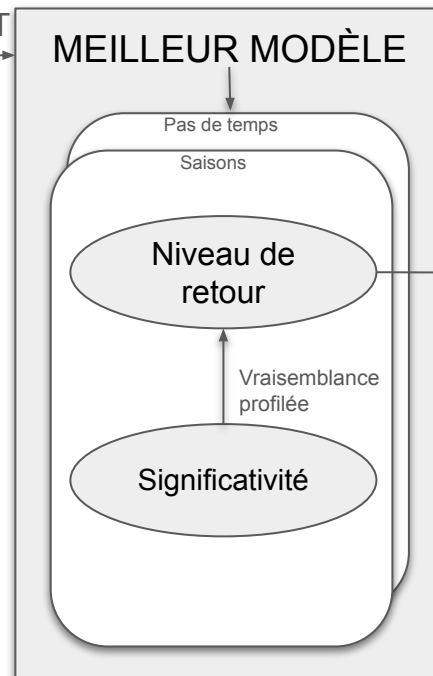 T
MEILLEUR MODÈLE
Pas de temps
Saisons
Niveau de
retour
Vraisemblance
profilée
Significativité